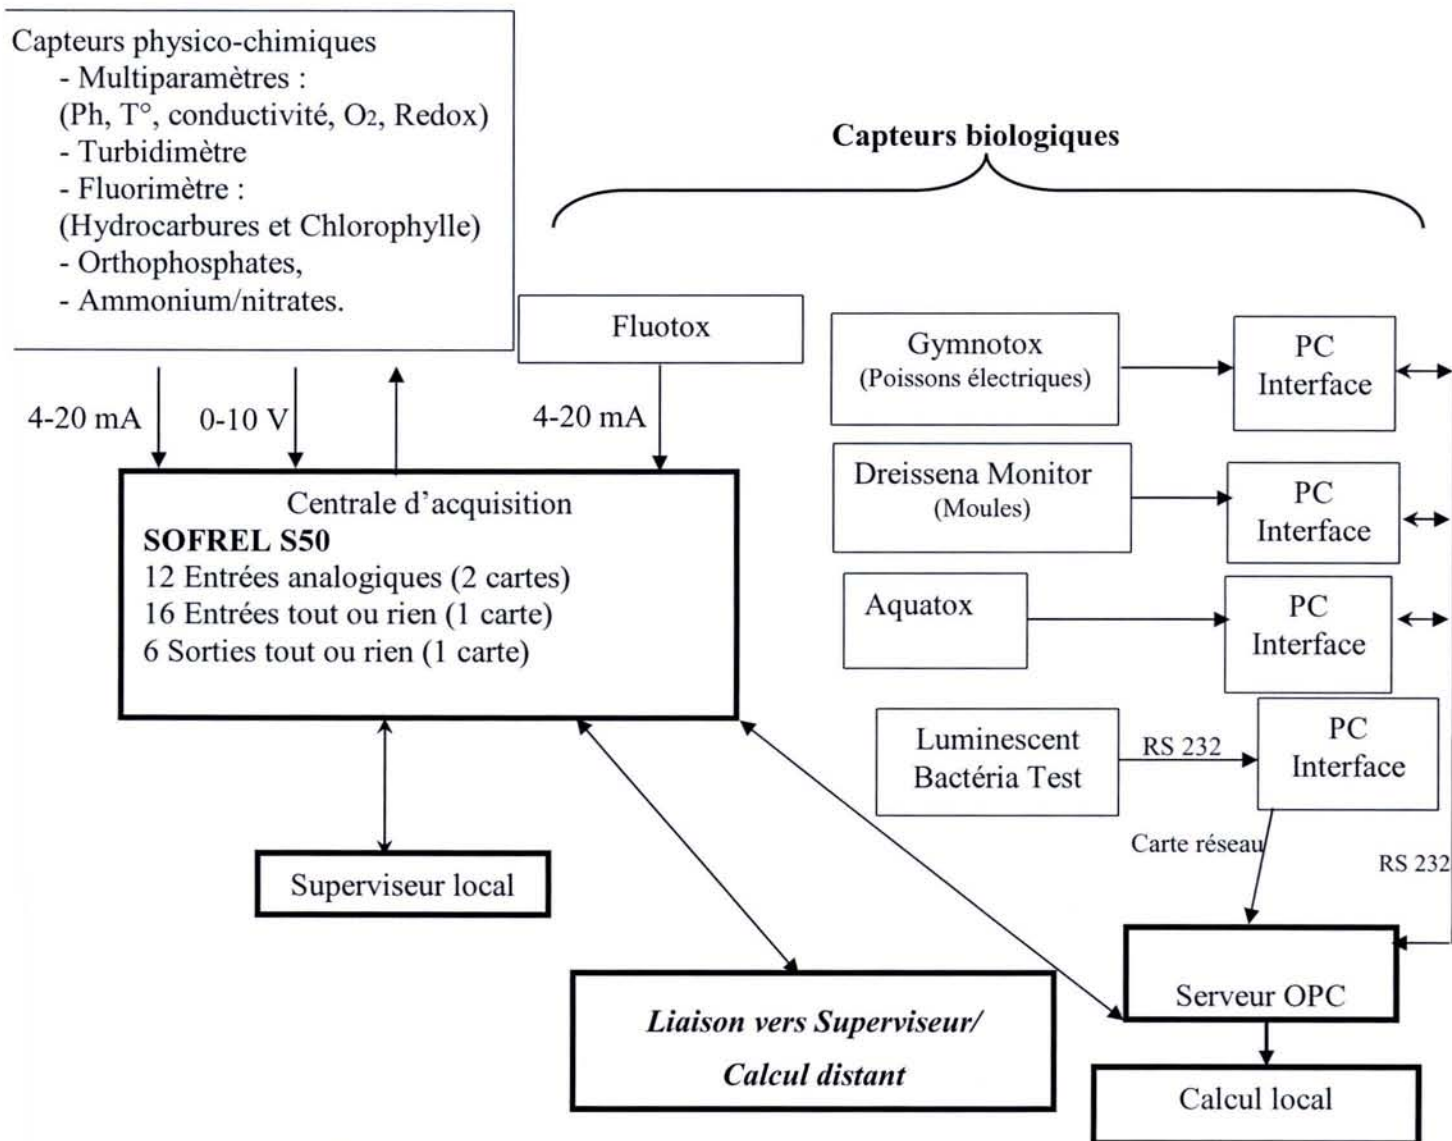 Capteurs physico-chimiques
- Multiparamètres :
(Ph, T°, conductivité, O2, Redox)
- Turbidimètre
- Fluorimètre :
(Hydrocarbures et Chlorophylle)
- Orthophosphates,
- Ammonium/nitrates.
Capteurs biologiques
Fluotox
Gymnotox
(Poissons électriques)
PC
Interface
4-20 mA
0-10 V
4-20 mA
Dreissena Monitor
(Moules)
PC
Interface
Centrale d'acquisition
SOFREL S50
12 Entrées analogiques (2 cartes)
16 Entrées tout ou rien (1 carte)
6 Sorties tout ou rien (1 carte)
Aquatox
PC
Interface
Luminescent
Bactéria Test
RS 232
PC
Interface
Carte réseau
RS 232
Superviseur local
Liaison vers Superviseur/
Calcul distant
Serveur OPC
Calcul local